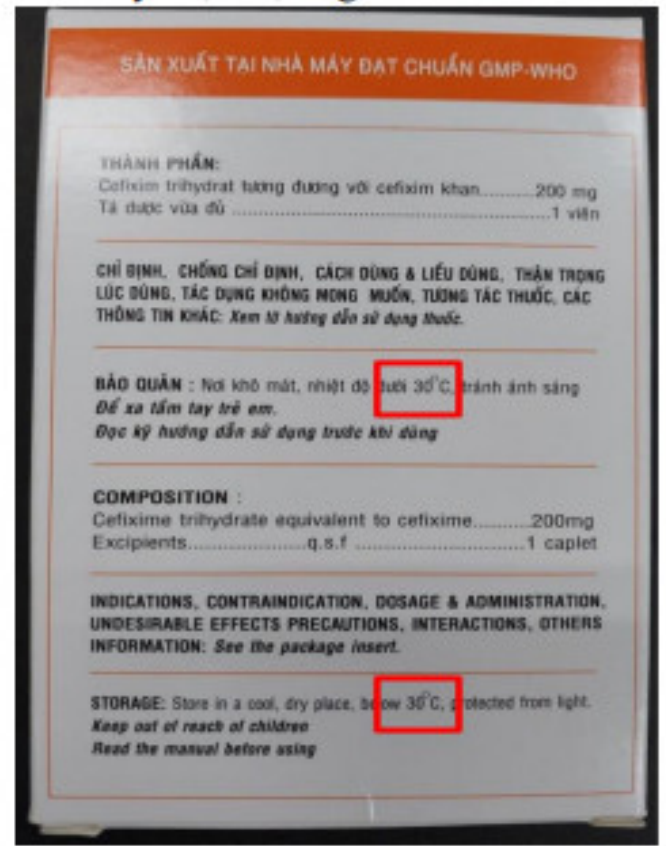 SẢN XUẤT TẠI NHÀ MÁY ĐẠT CHUẨN GMP-WHO
THÀNH PHẦN:
Cefixim trihydrat tương đương với cefixim khan..........200 mg
Tá dược vừa đủ ..........................................................1 viên
CHỈ ĐỊNH, CHỐNG CHỈ ĐỊNH, CÁCH DÙNG & LIỀU DÙNG, THẬN TRỌNG
LÚC DÙNG, TÁC DỤNG KHÔNG MONG MUỐN, TƯƠNG TÁC THUỐC, CÁC
THÔNG TIN KHÁC: Xem tờ hướng dẫn sử dụng thuốc.
BẢO QUẢN : Nơi khô mát, nhiệt độ dưới 30°C, tránh ánh sáng
Để xa tầm tay trẻ em.
Đọc kỹ hướng dẫn sử dụng trước khi dùng
COMPOSITION :
Cefixime trihydrate equivalent to cefixime..........200mg
Excipients....................q.s.f ............................1 caplet
INDICATIONS, CONTRAINDICATION, DOSAGE & ADMINISTRATION,
UNDESIRABLE EFFECTS PRECAUTIONS, INTERACTIONS, OTHERS
INFORMATION: See the package insert.
STORAGE: Store in a cool, dry place, below 30°C, protected from light.
Keep out of reach of children
Read the manual before using